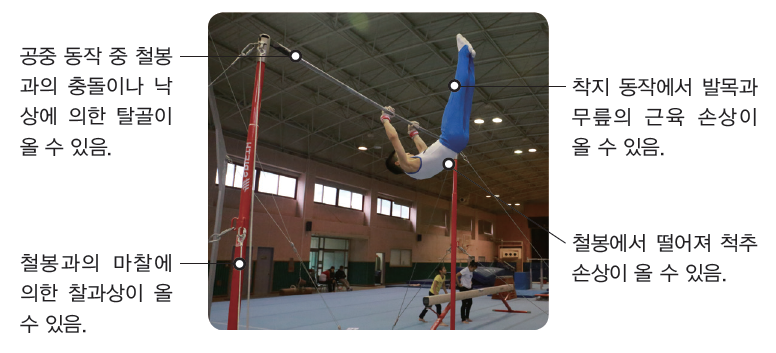 공중 동작 중 철봉
과의 충돌이나 낙
상에 의한 탈골이
올 수 있음.
철봉과의 마찰에
의한 찰과상이 올
수 있음.
착지 동작에서 발목과
무릎의 근육 손상이
올 수 있음.
철봉에서 떨어져 척추
손상이 올 수 있음.